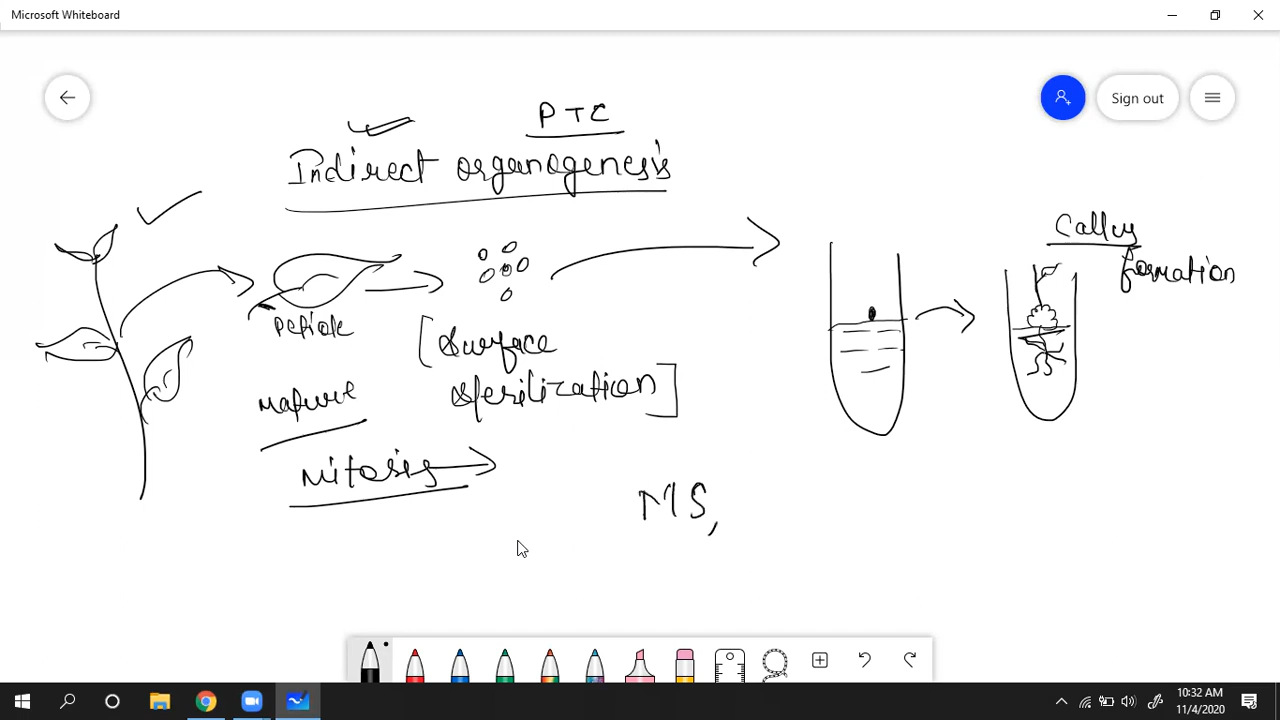 Microsoft Whiteboard
Sign out
PTC
Indirect organogenesis
Callus
formation
Petiole
[Surface
sterilization]
Mature
Mitosis
MS,
10:32 AM
11/4/2020